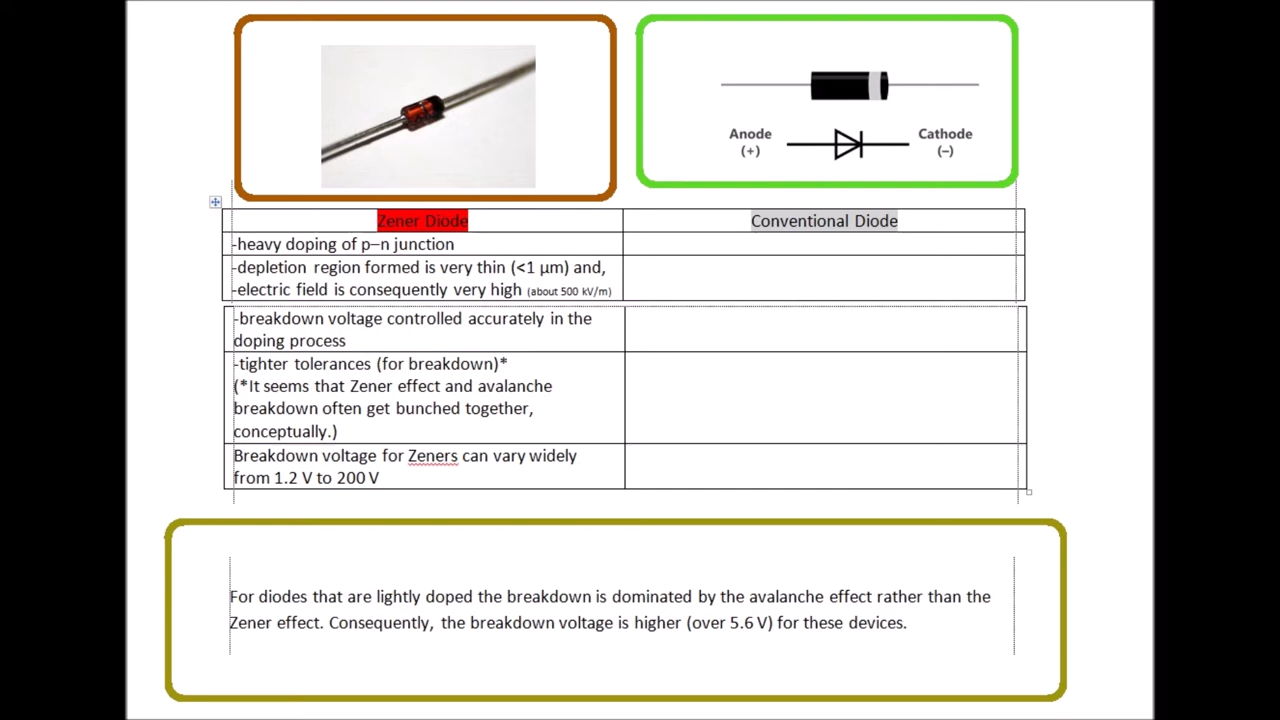 Anode
(+)
Cathode
(−)
Zener Diode
Conventional Diode
-heavy doping of p−n junction
-depletion region formed is very thin (<1 µm) and,
-electric field is consequently very high (about 500 kV/m)
-breakdown voltage controlled accurately in the
doping process
-tighter tolerances (for breakdown)*
(*It seems that Zener effect and avalanche
breakdown often get bunched together,
conceptually.)
Breakdown voltage for Zeners can vary widely
from 1.2 V to 200 V
For diodes that are lightly doped the breakdown is dominated by the avalanche effect rather than the
Zener effect. Consequently, the breakdown voltage is higher (over 5.6 V) for these devices.